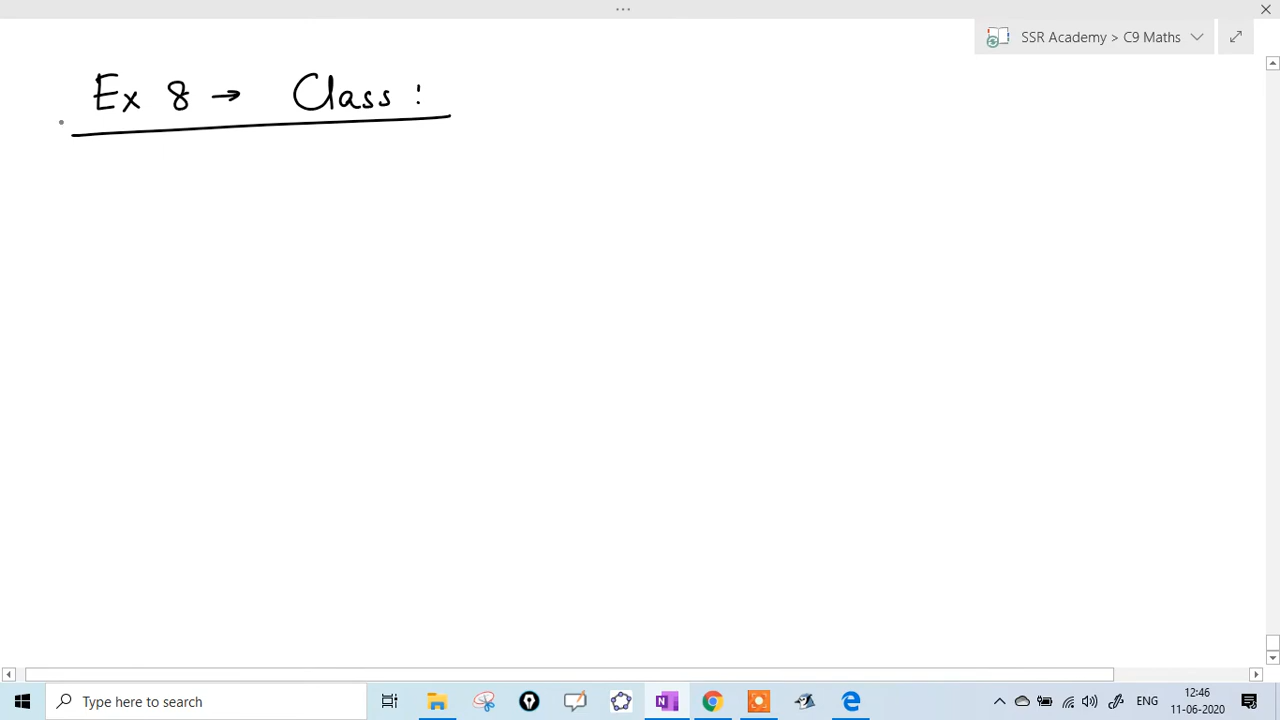 SSR Academy > C9 Maths
Ex 8 → Class :
Type here to search
ENG
12:46
11-06-2020